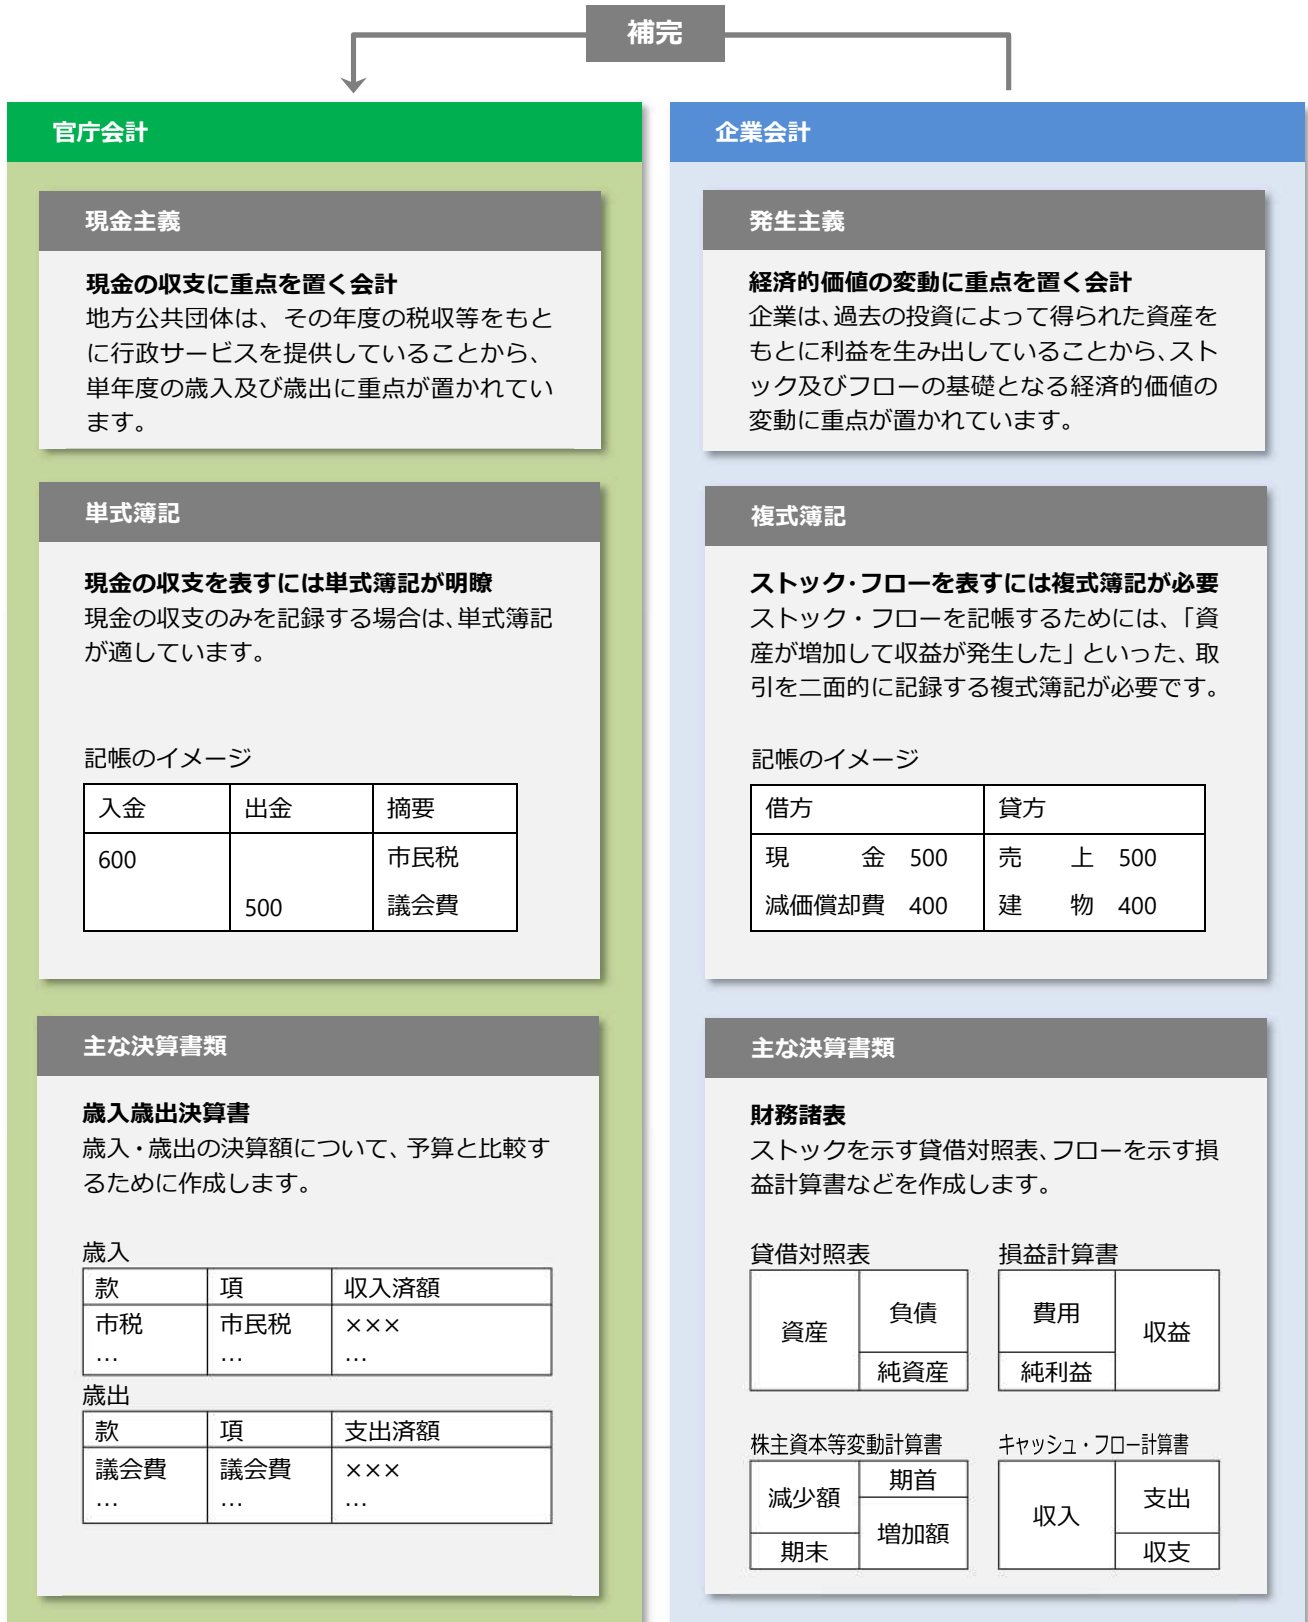 補完
官庁会計
現金主義
現金の収支に重点を置く会計
地方公共団体は、その年度の税収等をもと
に行政サービスを提供していることから、
単年度の歳入及び歳出に重点が置かれてい
ます。
単式簿記
現金の収支を表すには単式簿記が明瞭
現金の収支のみを記録する場合は、単式簿記
が適しています。
記帳のイメージ
入金 出金 摘要
600 市民税
500 議会費
主な決算書類
歳入歳出決算書
歳入・歳出の決算額について、予算と比較す
るために作成します。
歳入
款 項 収入済額
市税 市民税 ×××
… … …
歳出
款 項 支出済額
議会費 議会費 ×××
… … …
企業会計
発生主義
経済的価値の変動に重点を置く会計
企業は、過去の投資によって得られた資産を
もとに利益を生み出していることから、スト
ック及びフローの基礎となる経済的価値の
変動に重点が置かれています。
複式簿記
ストック・フローを表すには複式簿記が必要
ストック・フローを記帳するためには、「資
産が増加して収益が発生した」といった、取
引を二面的に記録する複式簿記が必要です。
記帳のイメージ
借方 貸方
現 金 500 売 上 500
減価償却費 400 建 物 400
主な決算書類
財務諸表
ストックを示す貸借対照表、フローを示す損
益計算書などを作成します。
貸借対照表
資産
負債
純資産
損益計算書
費用
純利益
収益
株主資本等変動計算書
減少額
期末
期首
増加額
キャッシュ・フロー計算書
収入
支出
収支